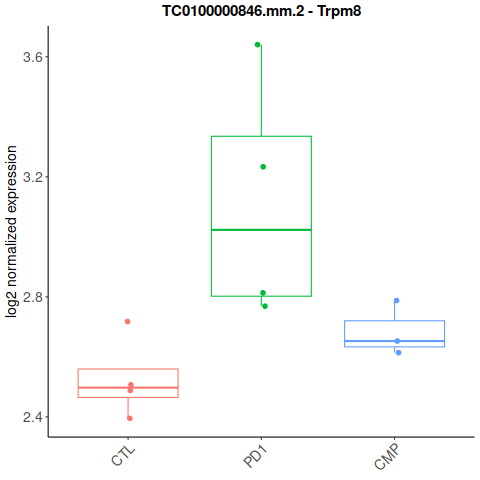 TC0100000846.mm.2 - Trpm8
log2 normalized expression
3.6
3.2
2.8
2.4
CTL
PD1
CMP